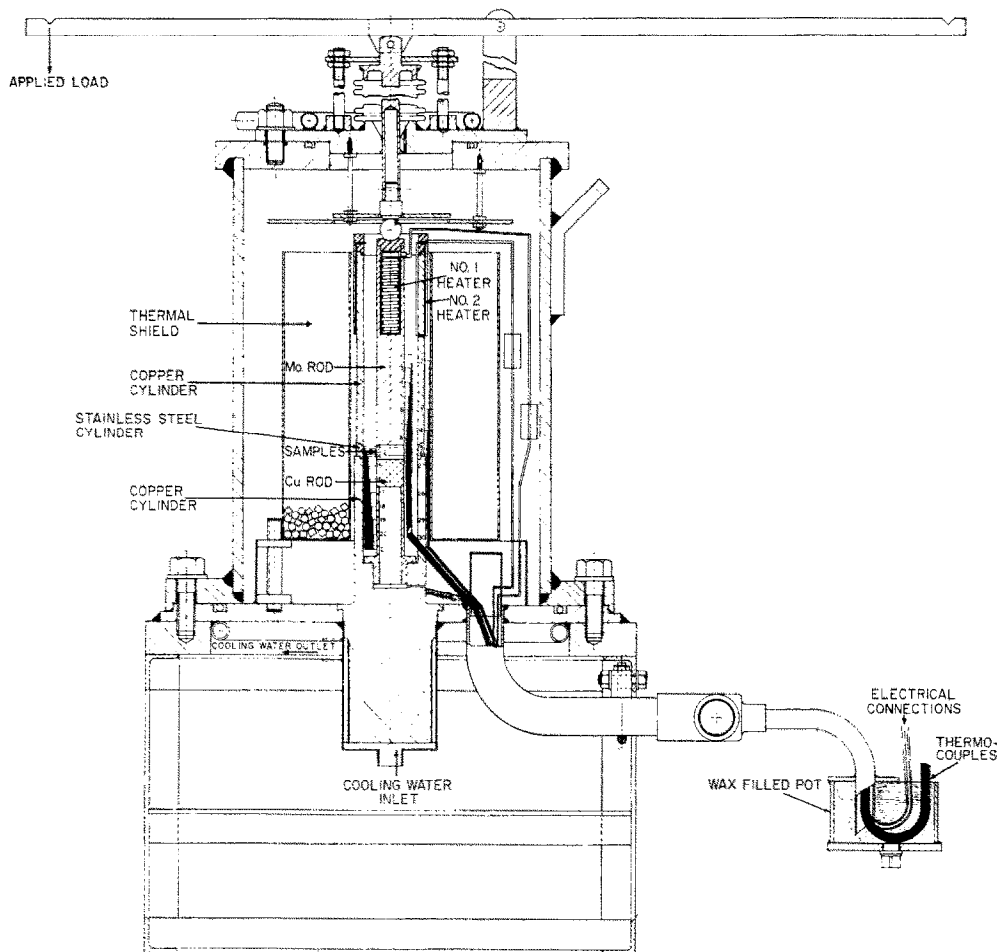 APPLIED LOAD
NO. 1
HEATER
NO. 2
HEATER
THERMAL
SHIELD
Mo ROD
COPPER
CYLINDER
STAINLESS STEEL
CYLINDER
SAMPLES
Cu ROD
COPPER
CYLINDER
COOLING WATER OUTLET
COOLING WATER
INLET
ELECTRICAL
CONNECTIONS
THERMO-
COUPLES
WAX FILLED POT